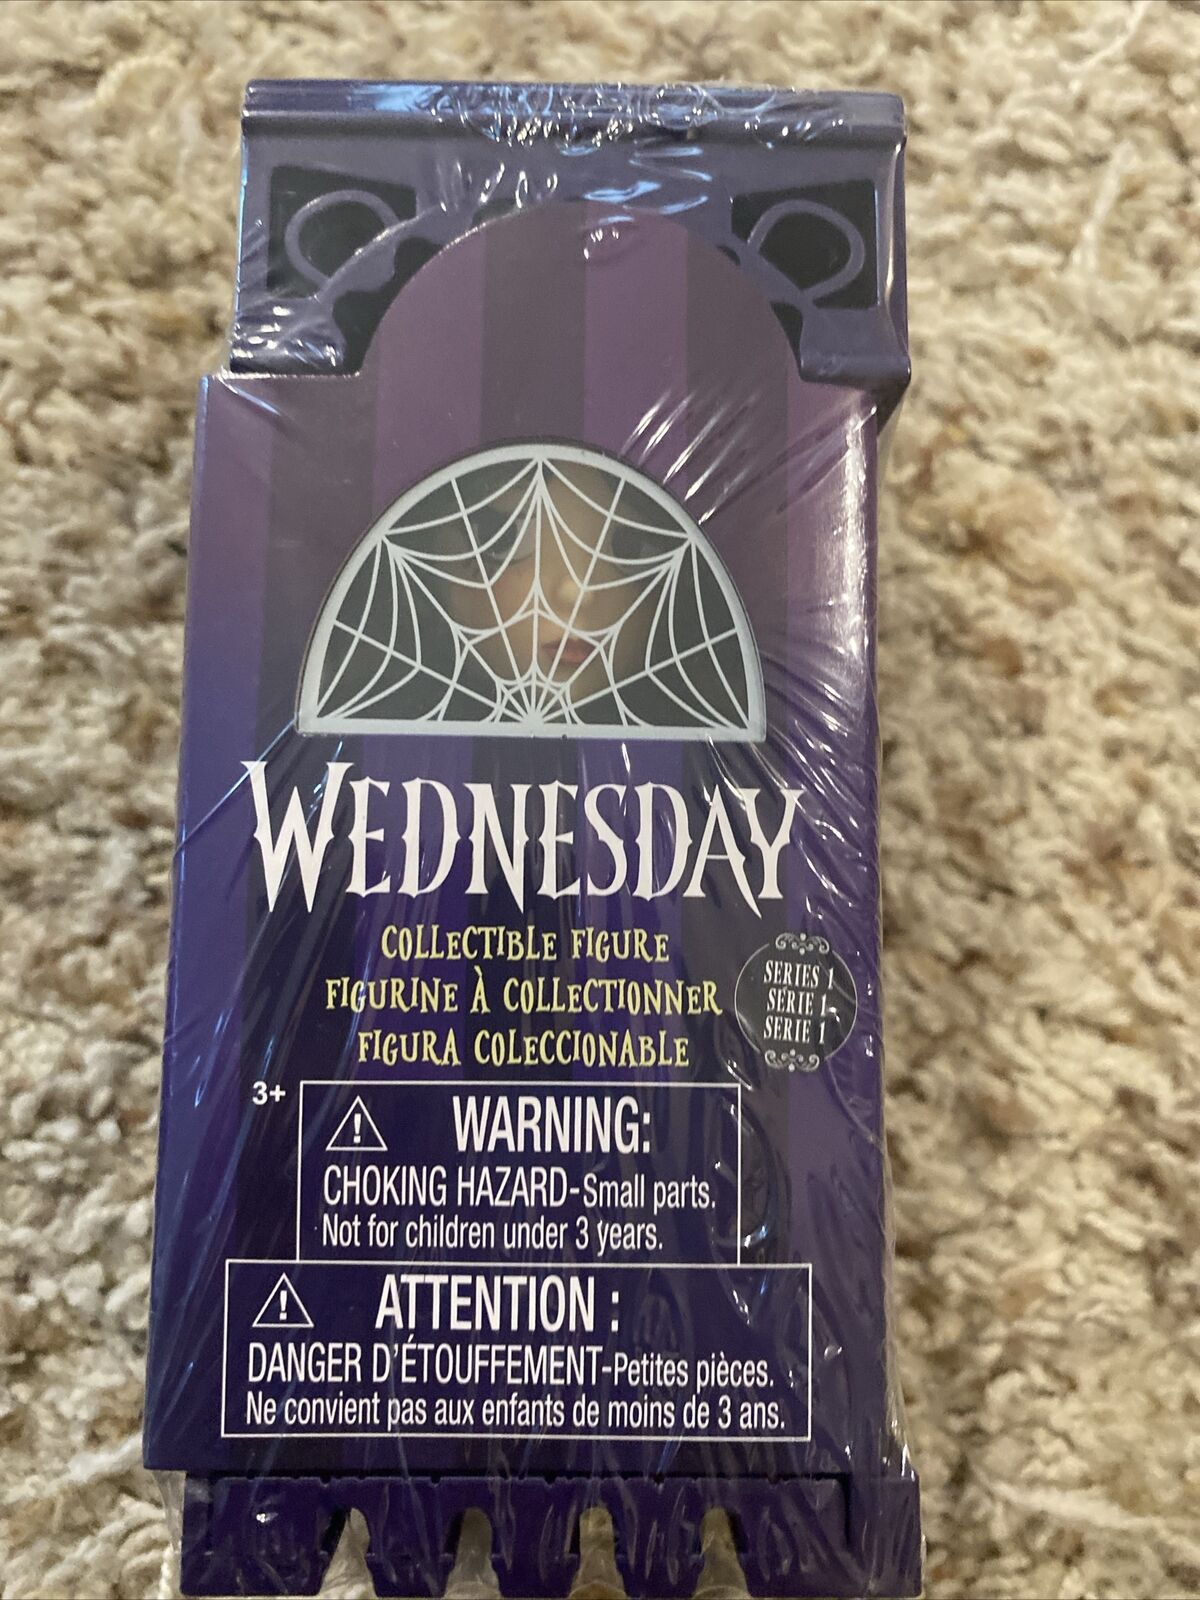 WEDNESDAY
COLLECTIBLE FIGURE
FIGURINE À COLLECTIONNER
FIGURA COLECCIONABLE
SERIES 1
SÉRIE 1
SERIE 1
3+
WARNING:
CHOKING HAZARD-Small parts.
Not for children under 3 years.
ATTENTION :
DANGER D'ÉTOUFFEMENT-Petites pièces.
Ne convient pas aux enfants de moins de 3 ans.